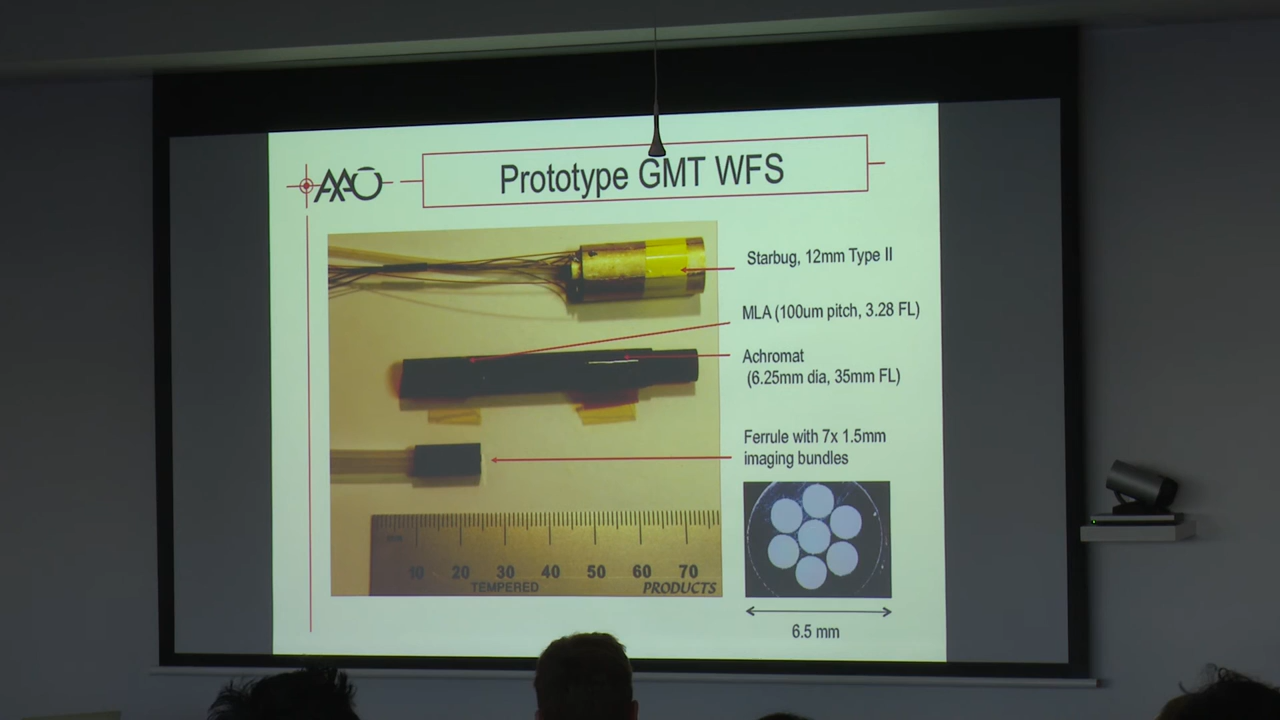 AAO
Prototype GMT WFS
Starbug, 12mm Type II
MLA (100um pitch, 3.28 FL)
Achromat
(6.25mm dia, 35mm FL)
Ferrule with 7x 1.5mm
imaging bundles
10 20 30 40 50 60 70
TEMPERED PRODUCTS
6.5 mm